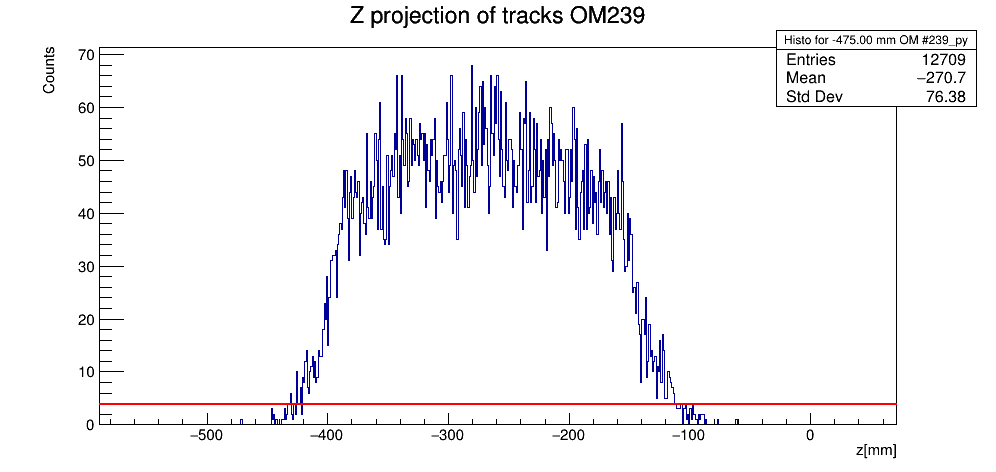 Z projection of tracks OM239
Histo for -475.00 mm OM #239_py
Entries 12709
Mean −270.7
Std Dev 76.38
Counts
70
60
50
40
30
20
10
0
−500 −400 −300 −200 −100 0
z[mm]